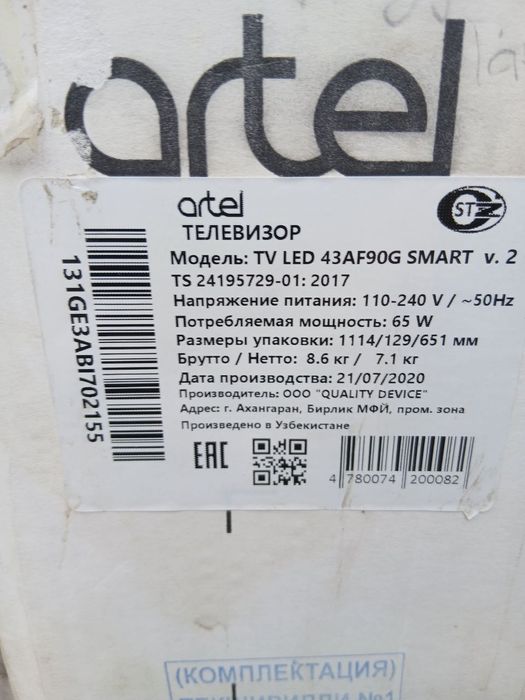 artel
artel
STZ
ТЕЛЕВИЗОР
Модель: TV LED 43AF90G SMART v. 2
TS 24195729-01: 2017
Напряжение питания: 110-240 V / ~50Hz
Потребляемая мощность: 65 W
Размеры упаковки: 1114/129/651 мм
Брутто / Нетто: 8.6 кг / 7.1 кг
Дата производства: 21/07/2020
Производитель: ООО "QUALITY DEVICE"
Адрес: г. Ахангаран, Бирлик МФЙ, пром. зона
Произведено в Узбекистане
131GE3ABI702155
EAC
4 780074 200082
(КОМПЛЕКТАЦИЯ)